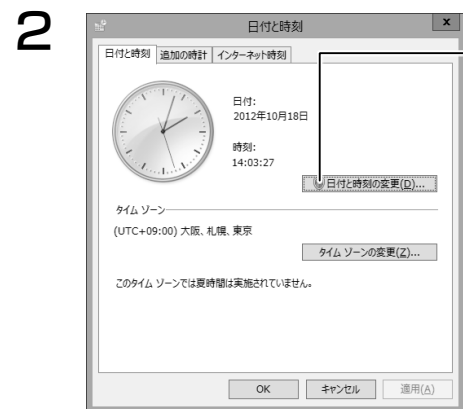 2
日付と時刻
x
日付と時刻 追加の時計 インターネット時刻
日付:
2012年10月18日
時刻:
14:03:27
日付と時刻の変更(D)...
タイム ゾーン
(UTC+09:00) 大阪、札幌、東京
タイム ゾーンの変更(Z)...
このタイム ゾーンでは夏時間は実施されていません。
OK キャンセル 適用(A)